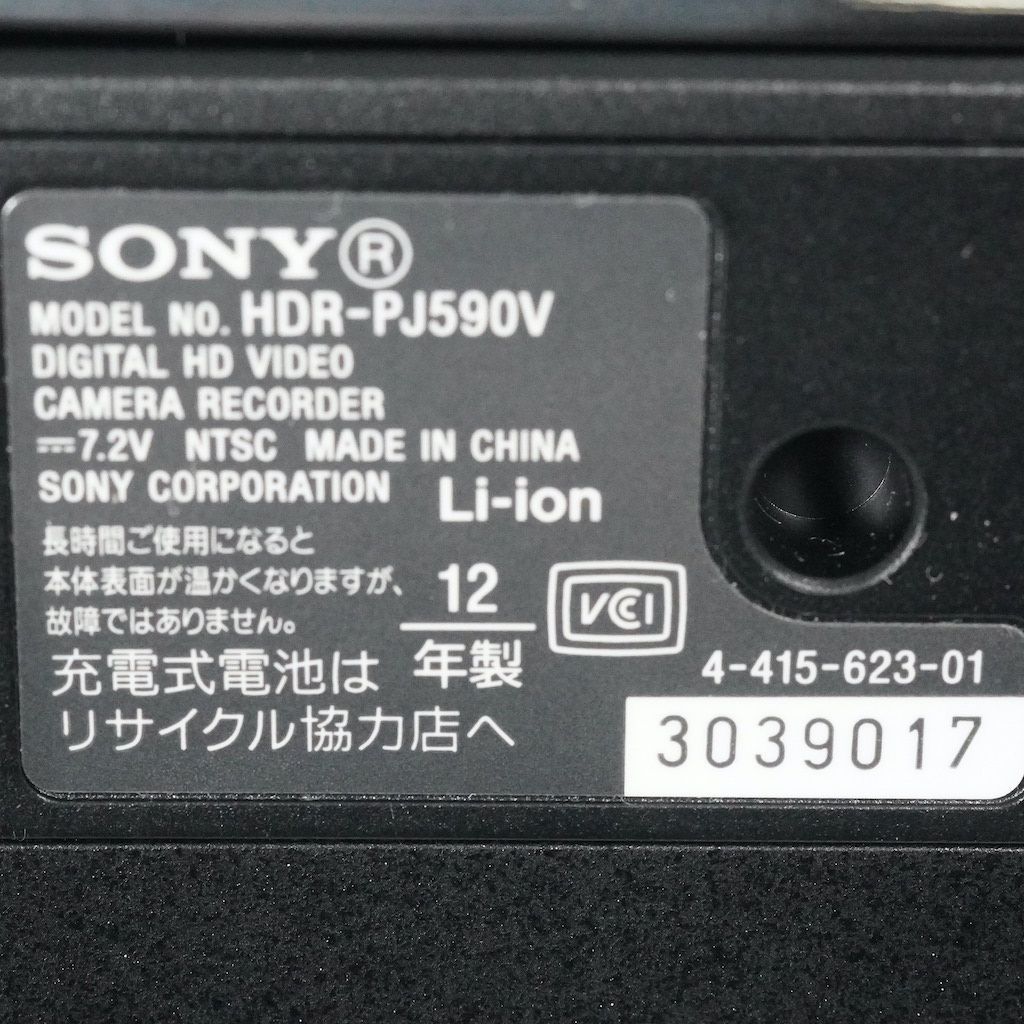 SONY®
MODEL NO. HDR-PJ590V
DIGITAL HD VIDEO
CAMERA RECORDER
⎓7.2V NTSC MADE IN CHINA
SONY CORPORATION
Li-ion
長時間ご使用になると
本体表面が温かくなりますが、
故障ではありません。
12
年製
VCCI
充電式電池は
リサイクル協力店へ
4-415-623-01
3039017